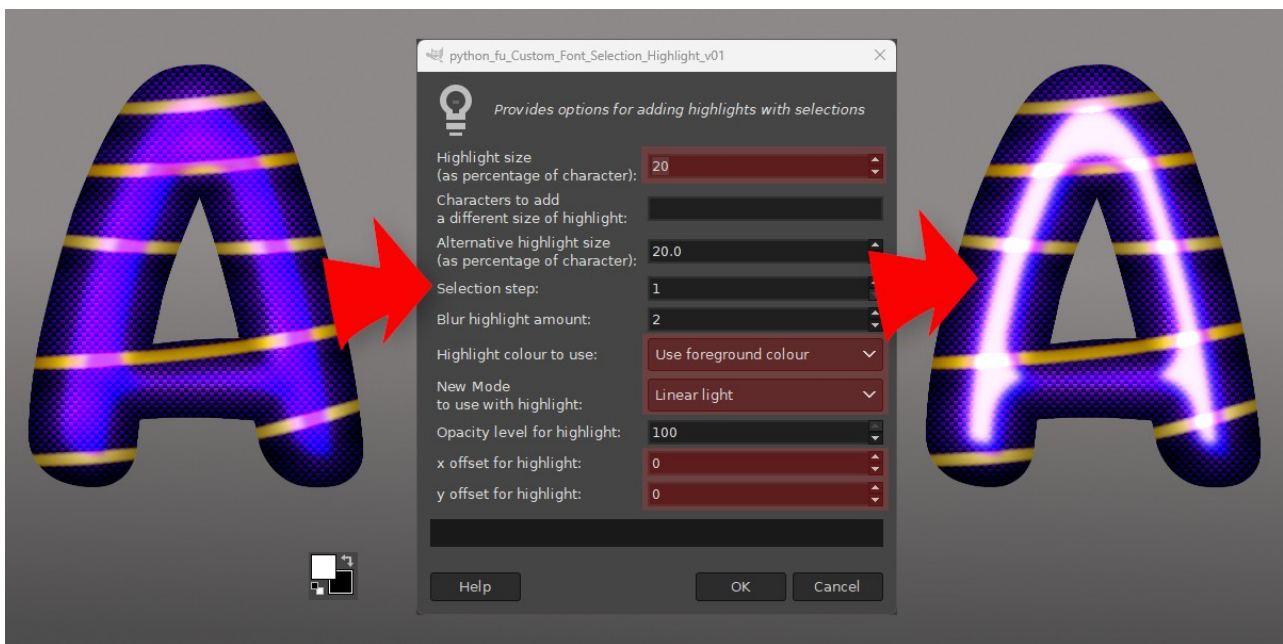 python_fu_Custom_Font_Selection_Highlight_v01
Provides options for adding highlights with selections
Highlight size
(as percentage of character):
20
Characters to add
a different size of highlight:
Alternative highlight size
(as percentage of character):
20.0
Selection step:
1
Blur highlight amount:
2
Highlight colour to use:
Use foreground colour
New Mode
to use with highlight:
Linear light
Opacity level for highlight:
100
x offset for highlight:
0
y offset for highlight:
0
Help
OK
Cancel
A
A